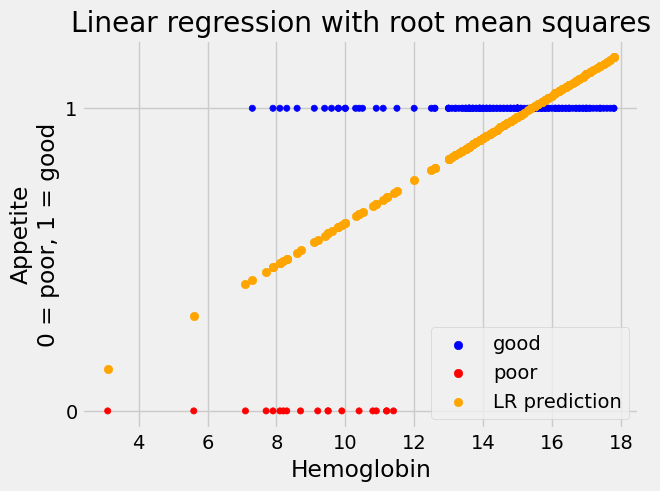 Linear regression with root mean squares
1
0
Appetite
0 = poor, 1 = good
4 6 8 10 12 14 16 18
Hemoglobin
good
poor
LR prediction